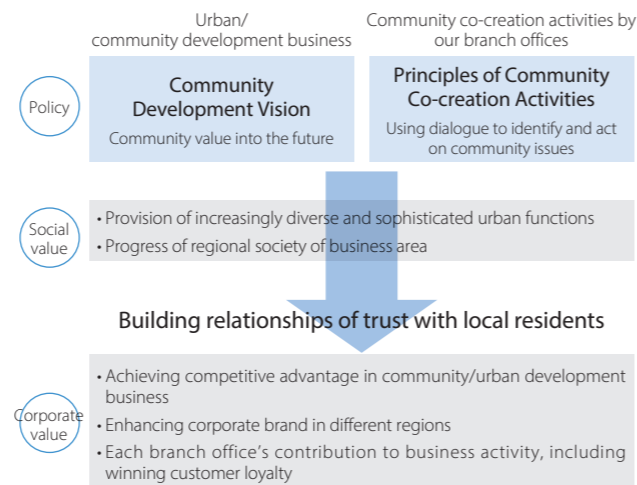 Urban/
community development business
Community co-creation activities by
our branch offices
Policy
Community
Development Vision
Community value into the future
Principles of Community
Co-creation Activities
Using dialogue to identify and act
on community issues
Social
value
• Provision of increasingly diverse and sophisticated urban functions
• Progress of regional society of business area
Building relationships of trust with local residents
Corporate
value
• Achieving competitive advantage in community/urban development
business
• Enhancing corporate brand in different regions
• Each branch office's contribution to business activity, including
winning customer loyalty